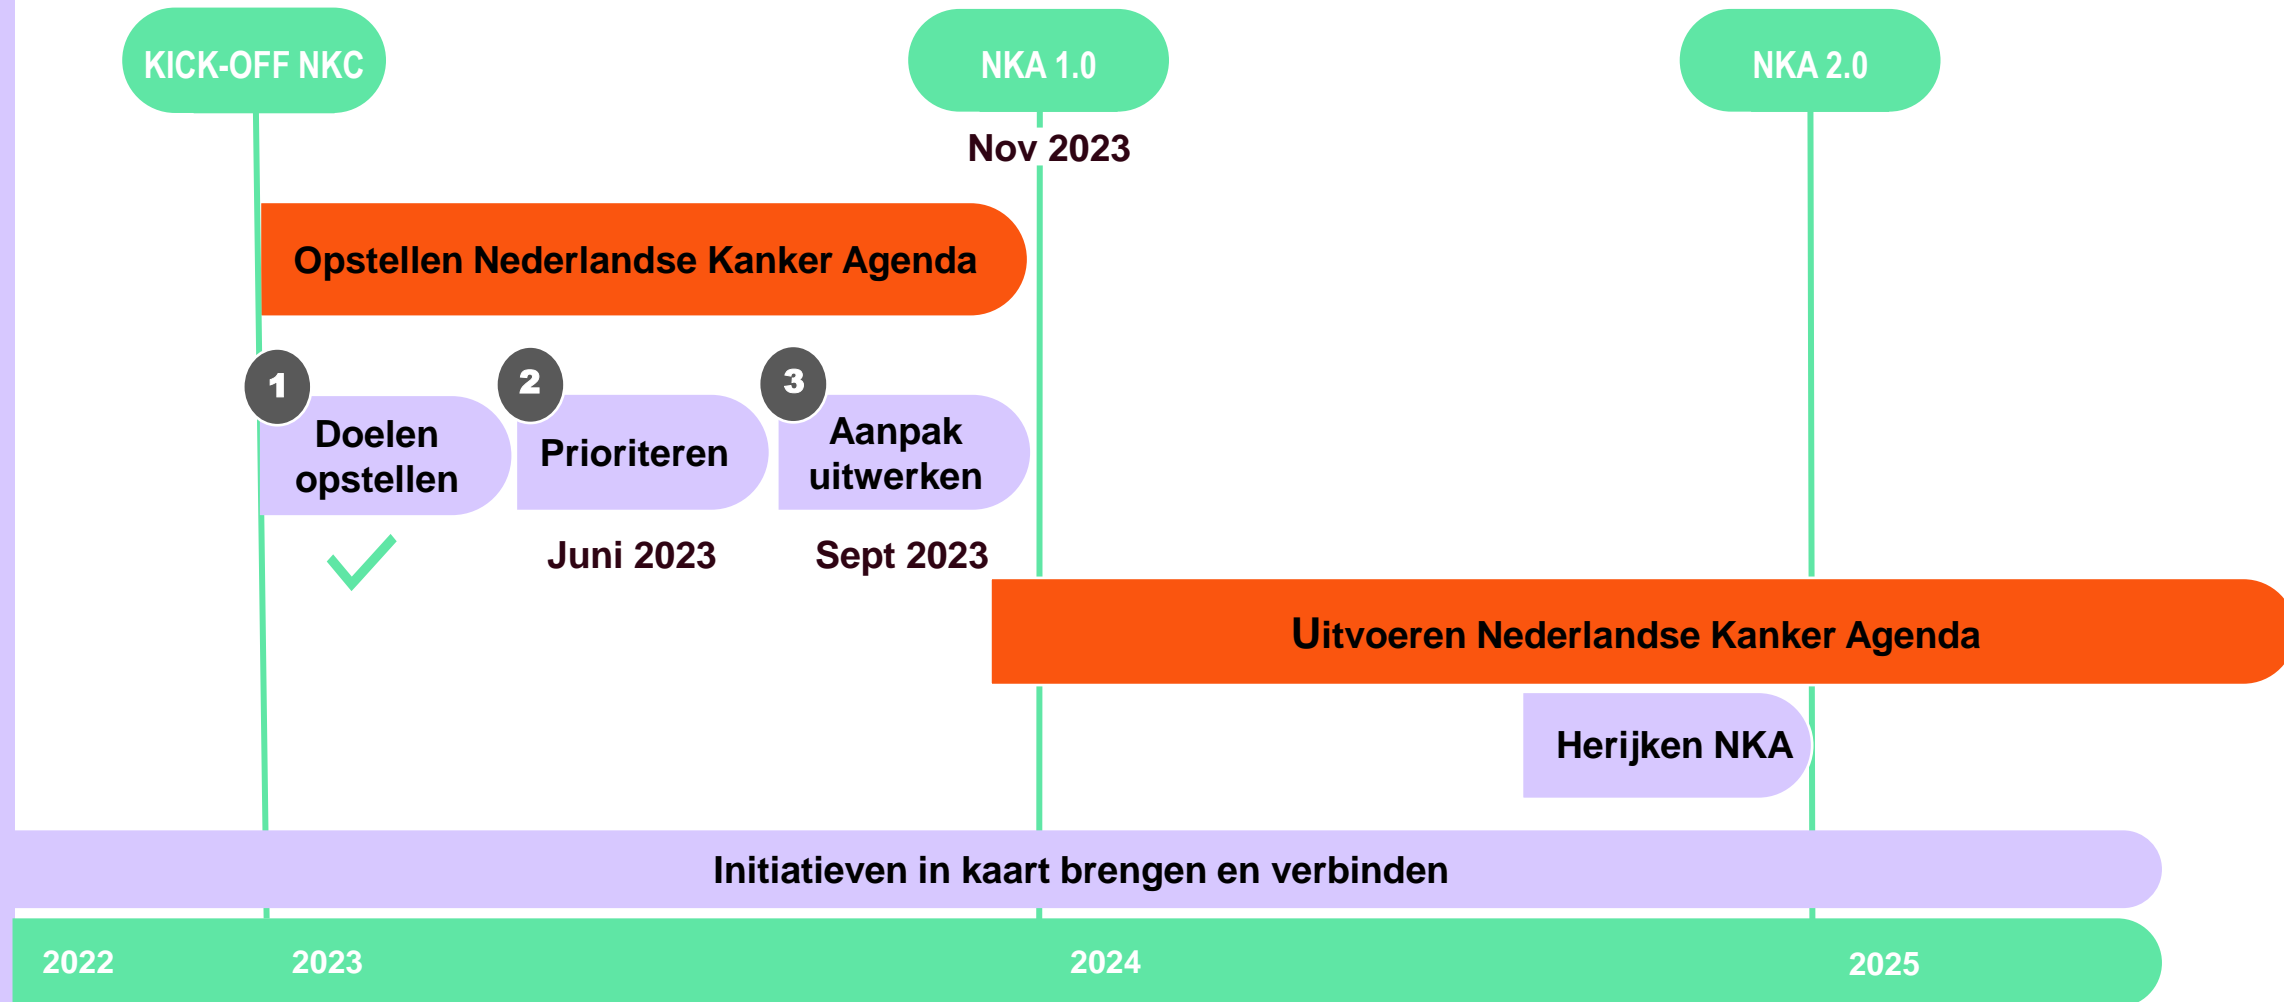 KICK-OFF NKC
NKA 1.0
NKA 2.0
Nov 2023
Opstellen Nederlandse Kanker Agenda
1
2
3
Doelen
opstellen
Prioriteren
Aanpak
uitwerken
Juni 2023
Sept 2023
Uitvoeren Nederlandse Kanker Agenda
Herijken NKA
Initiatieven in kaart brengen en verbinden
2022
2023
2024
2025